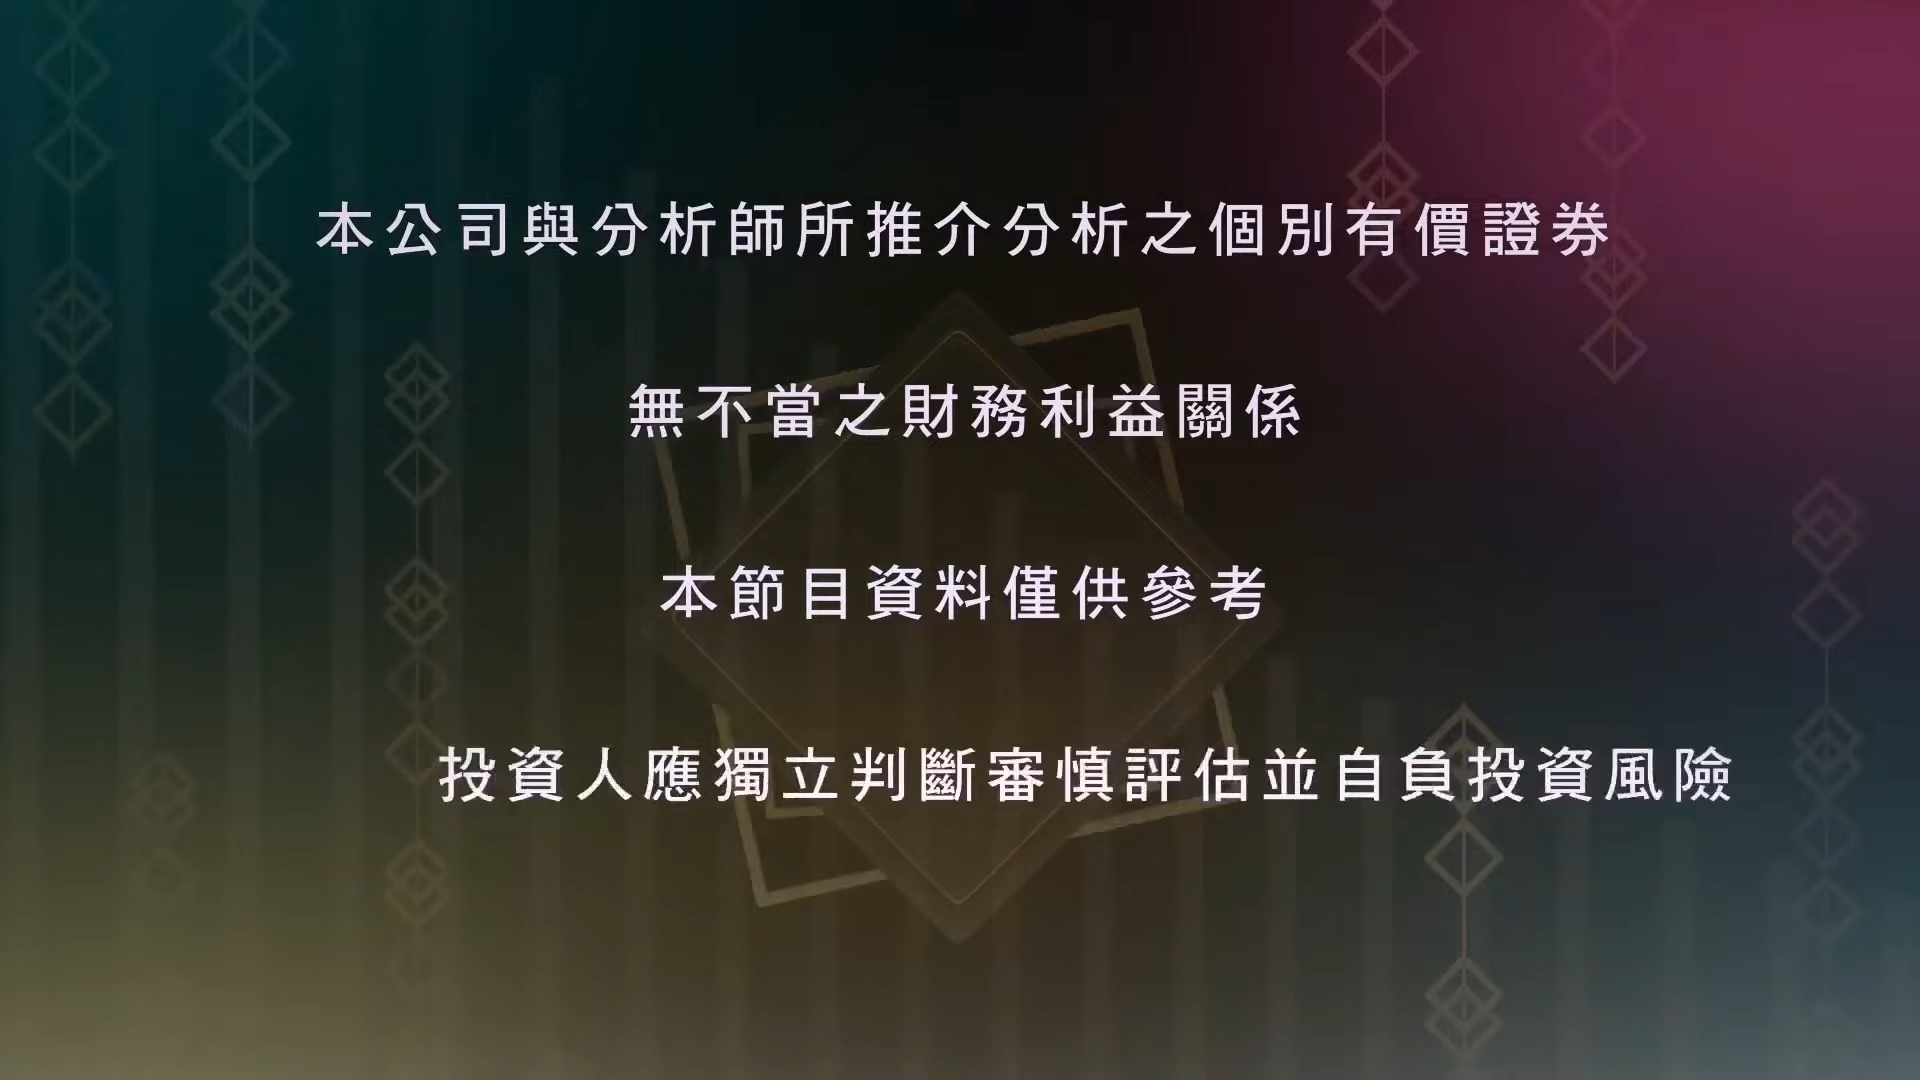 本公司與分析師所推介分析之個別有價證券
無不當之財務利益關係
本節目資料僅供參考
投資人應獨立判斷審慎評估並自負投資風險